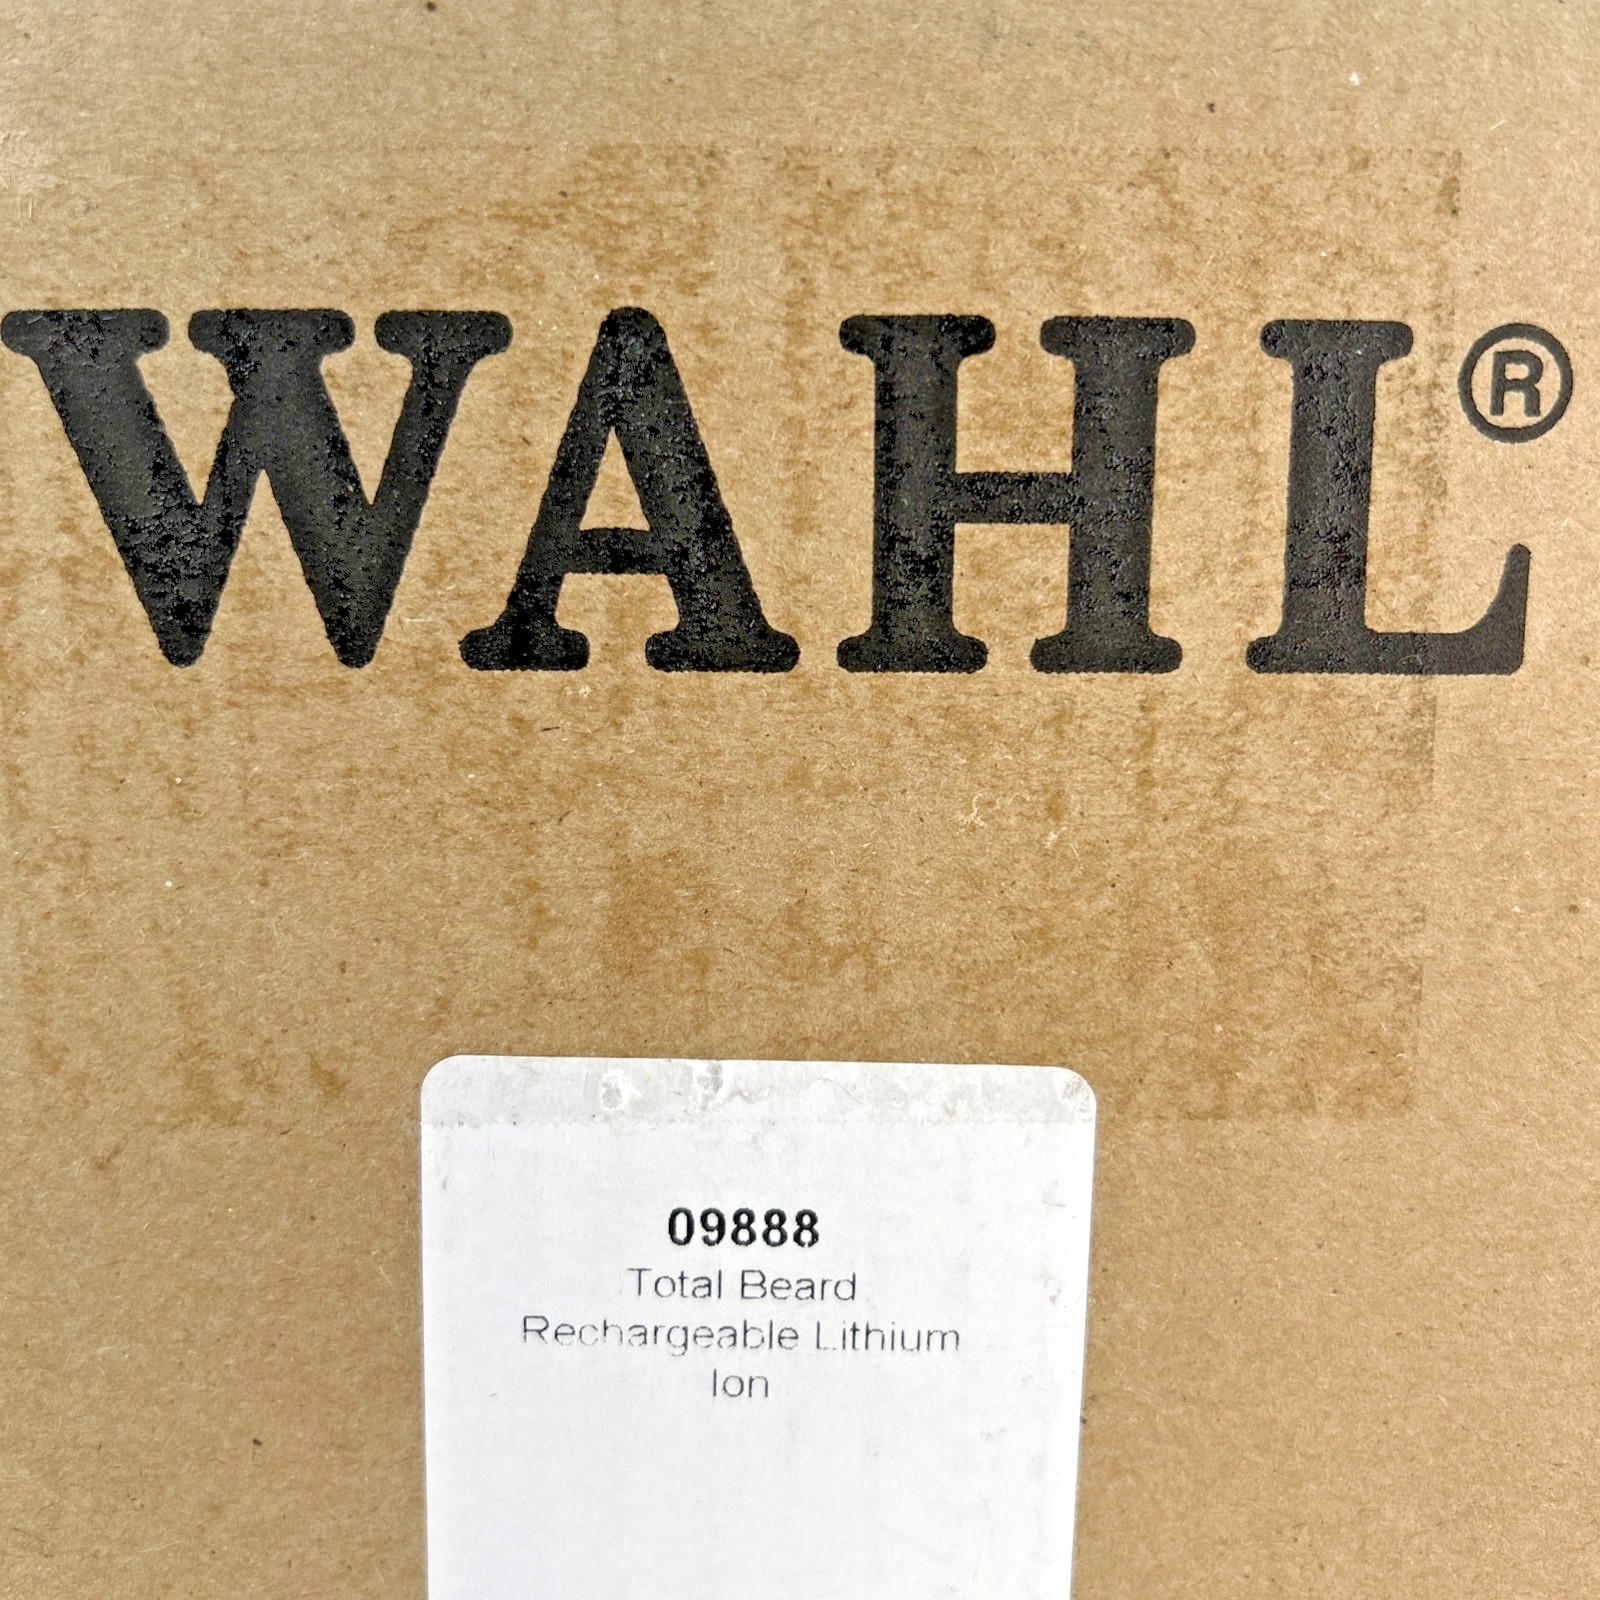 WAHL®
09888
Total Beard
Rechargeable Lithium
Ion